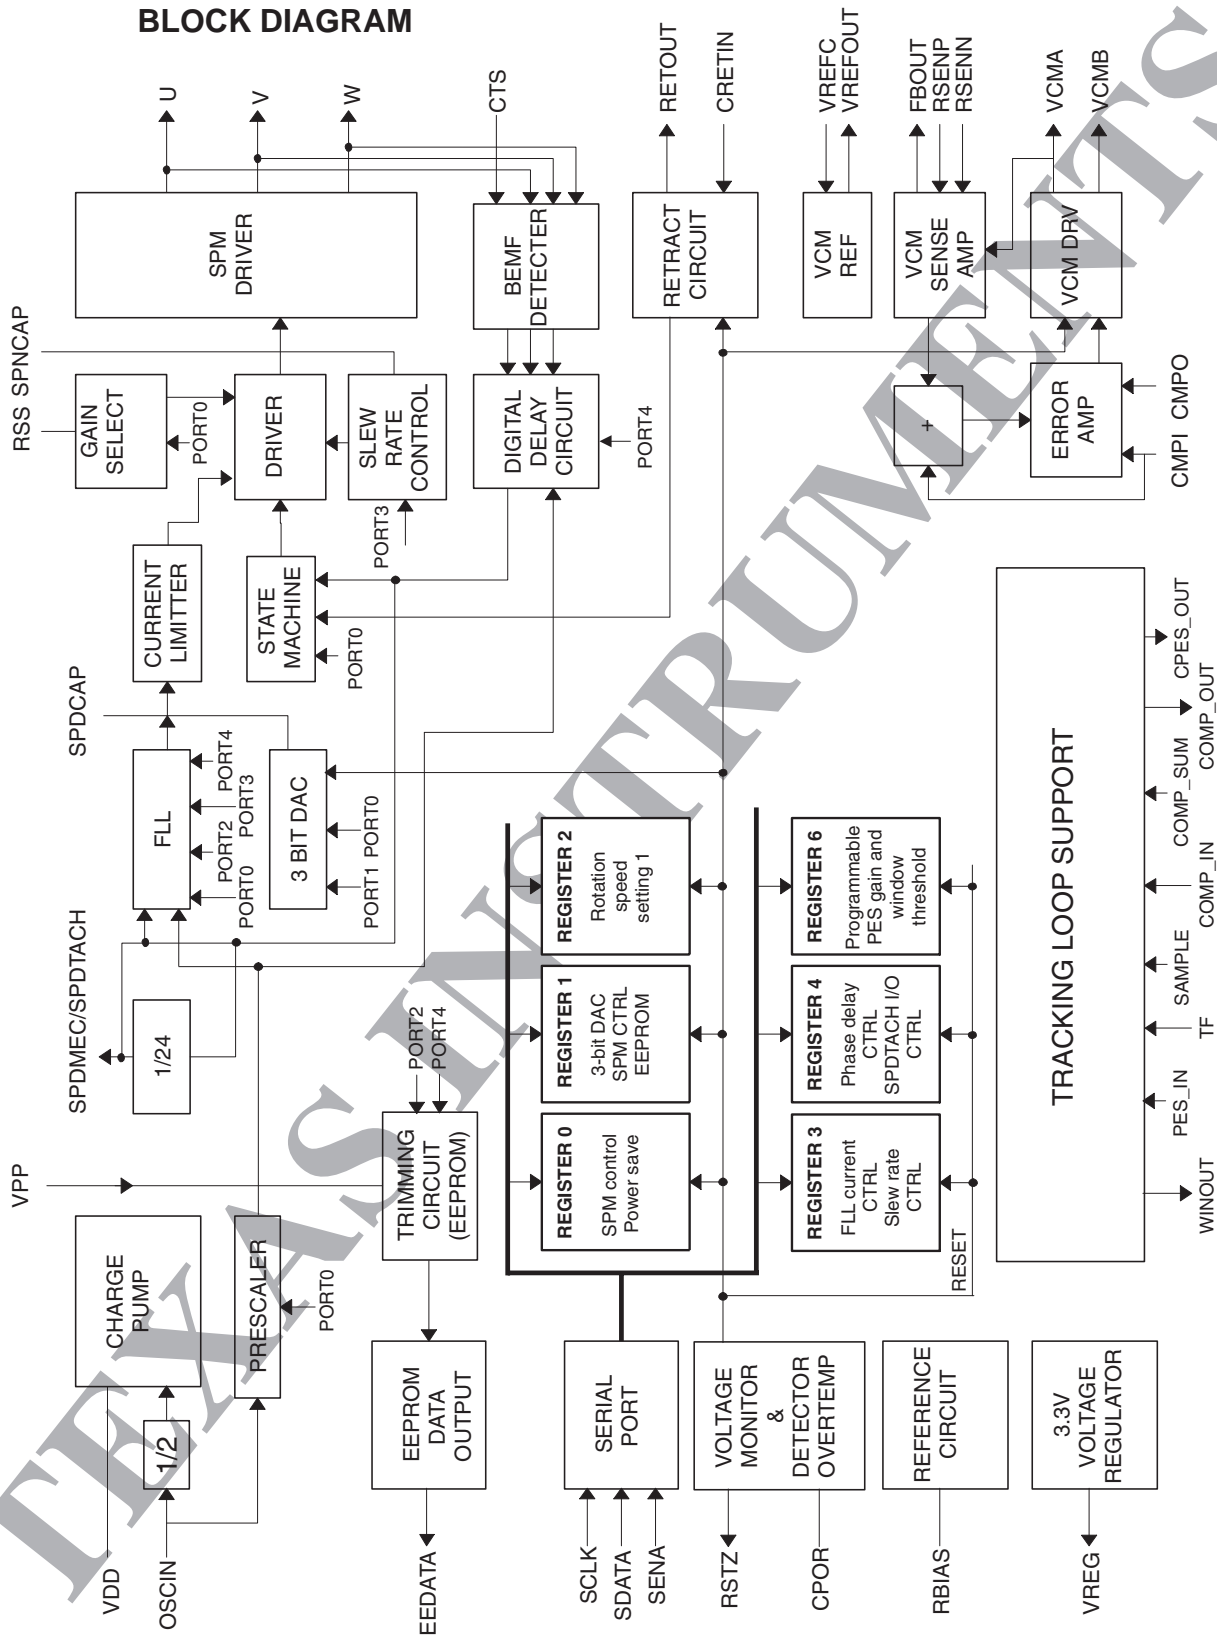 BLOCK DIAGRAM
TEXAS INSTRUMENTS
VDD
OSCIN
1/2
CHARGE
PUMP
VPP
PRESCALER
PORT0
SPDMEC/SPDTACH
1/24
FLL
PORT0
PORT2
PORT3
PORT4
SPDCAP
3 BIT DAC
PORT1
PORT0
CURRENT
LIMITTER
STATE
MACHINE
PORT0
RSS
SPNCAP
GAIN
SELECT
PORT0
DRIVER
SLEW
RATE
CONTROL
PORT3
SPM
DRIVER
U
V
W
CTS
BEMF
DETECTER
DIGITAL
DELAY
CIRCUIT
PORT4
EEDATA
EEPROM
DATA
OUTPUT
TRIMMING
CIRCUIT
(EEPROM)
PORT2
PORT4
RETRACT
CIRCUIT
RETOUT
CRETIN
SCLK
SDATA
SENA
SERIAL
PORT
REGISTER 0
SPM control
Power save
REGISTER 1
3-bit DAC
SPM CTRL
EEPROM
REGISTER 2
Rotation
speed
setting 1
REGISTER 3
FLL current
CTRL
Slew rate
CTRL
REGISTER 4
Phase delay
CTRL
SPDTACH I/O
CTRL
REGISTER 6
Programmable
PES gain and
window
threshold
RESET
RSTZ
CPOR
VOLTAGE
MONITOR
&
DETECTOR
OVERTEMP
VCM
REF
VREFC
VREFOUT
VCM
SENSE
AMP
FBOUT
RSENP
RSENN
VCM DRV
VCMA
VCMB
+
ERROR
AMP
CMPI
CMPO
RBIAS
REFERENCE
CIRCUIT
VREG
3.3V
VOLTAGE
REGULATOR
TRACKING LOOP SUPPORT
WINOUT
PES_IN
TF
SAMPLE
COMP_IN
COMP_SUM
COMP_OUT
CPES_OUT